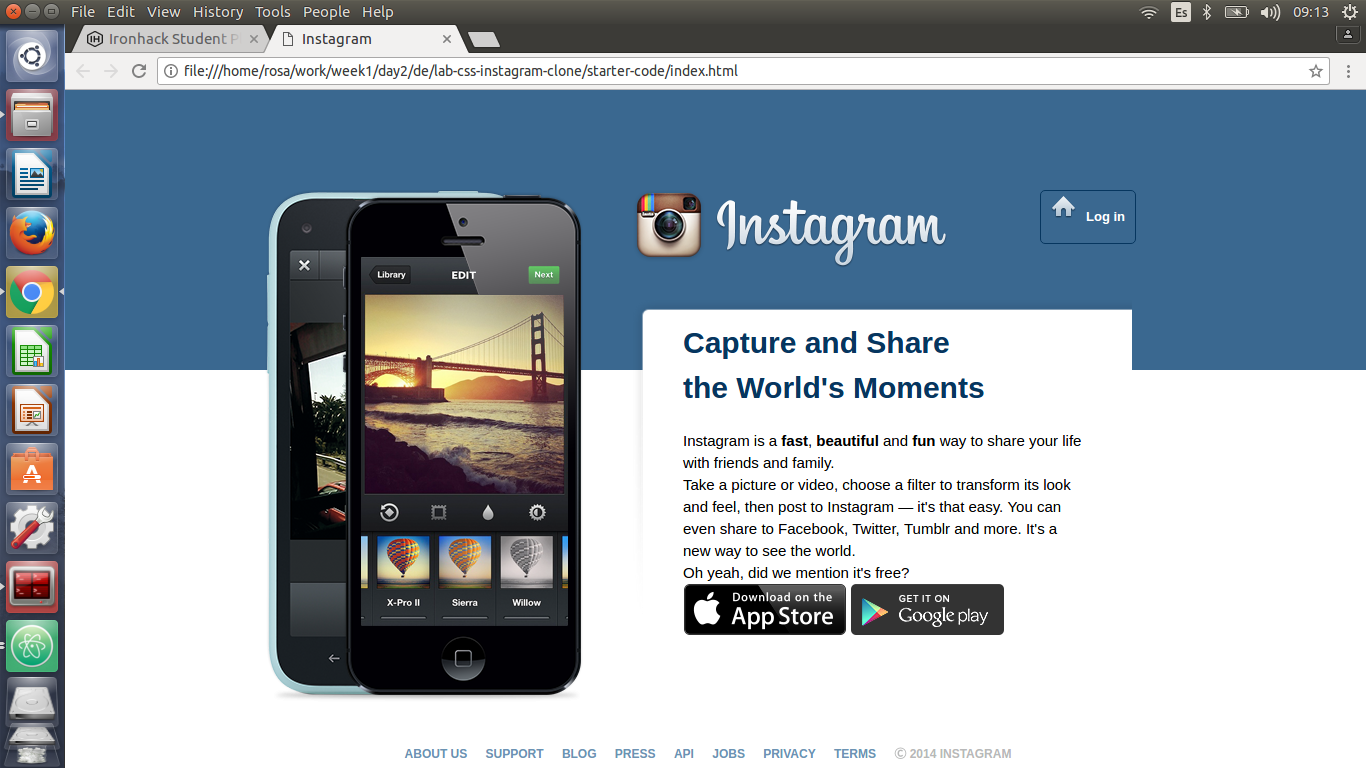 File Edit View History Tools People Help
Es
09:13
Ironhack Student P
Instagram
file:///home/rosa/work/week1/day2/de/lab-css-instagram-clone/starter-code/index.html
Instagram
Log in
Library
EDIT
Next
X-Pro II
Sierra
Willow
Capture and Share
the World's Moments
Instagram is a fast, beautiful and fun way to share your life
with friends and family.
Take a picture or video, choose a filter to transform its look
and feel, then post to Instagram — it's that easy. You can
even share to Facebook, Twitter, Tumblr and more. It's a
new way to see the world.
Oh yeah, did we mention it's free?
Download on the
App Store
GET IT ON
Google play
ABOUT US SUPPORT BLOG PRESS API JOBS PRIVACY TERMS © 2014 INSTAGRAM